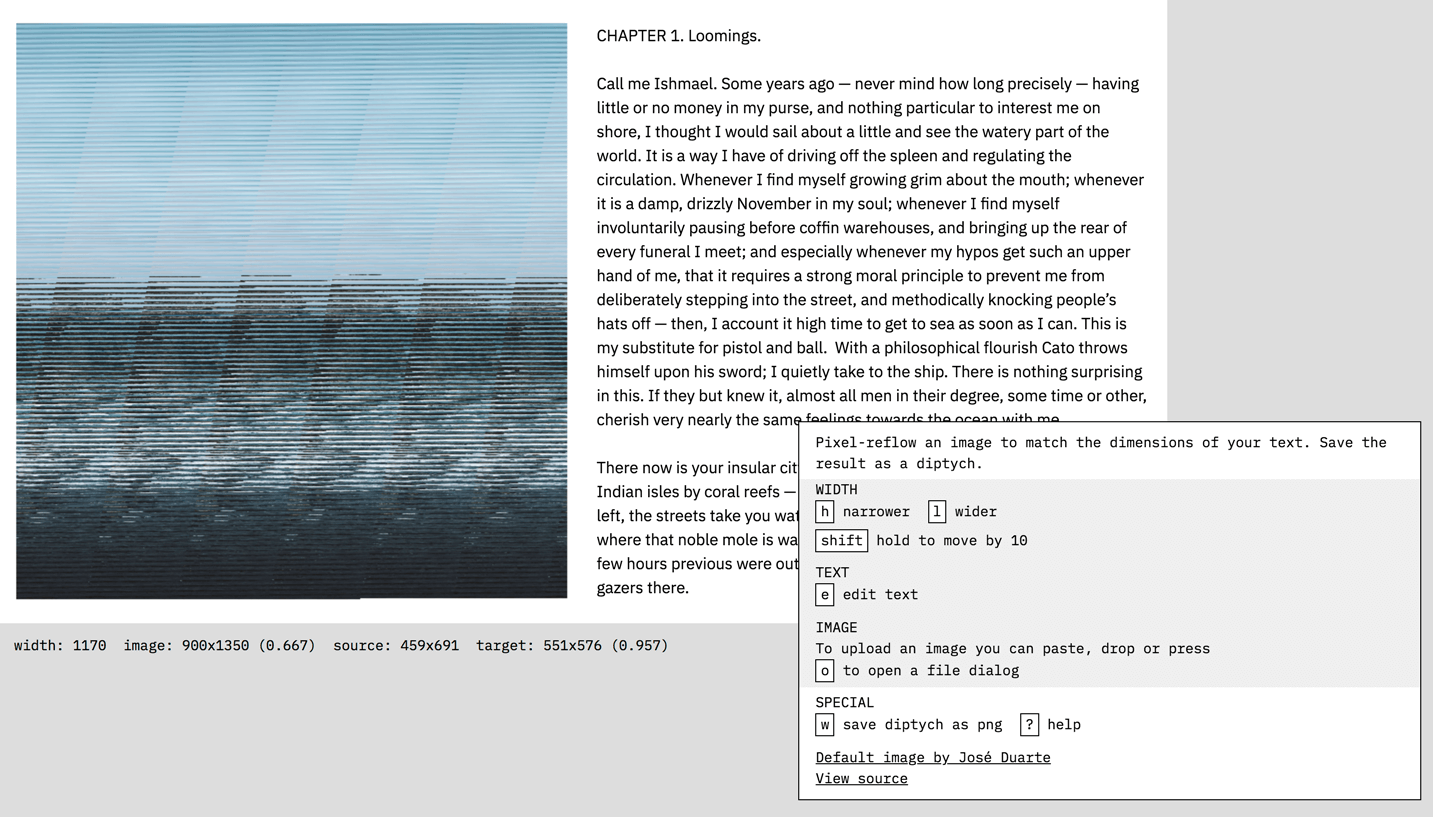 CHAPTER 1. Loomings.
Call me Ishmael. Some years ago — never mind how long precisely — having
little or no money in my purse, and nothing particular to interest me on
shore, I thought I would sail about a little and see the watery part of the
world. It is a way I have of driving off the spleen and regulating the
circulation. Whenever I find myself growing grim about the mouth; whenever
it is a damp, drizzly November in my soul; whenever I find myself
involuntarily pausing before coffin warehouses, and bringing up the rear of
every funeral I meet; and especially whenever my hypos get such an upper
hand of me, that it requires a strong moral principle to prevent me from
deliberately stepping into the street, and methodically knocking people’s
hats off — then, I account it high time to get to sea as soon as I can. This is
my substitute for pistol and ball.  With a philosophical flourish Cato throws
himself upon his sword; I quietly take to the ship. There is nothing surprising
in this. If they but knew it, almost all men in their degree, some time or other,
cherish very nearly the same feelings towards the ocean with me.
There now is your insular
Indian isles by coral reefs —
left, the streets take you
where that noble mole is
few hours previous were out
gazers there.
width: 1170  image: 900x1350 (0.667)  source: 459x691  target: 551x576 (0.957)
Pixel-reflow an image to match the dimensions of your text. Save the
result as a diptych.
WIDTH
h narrower  l wider
shift hold to move by 10
TEXT
e edit text
IMAGE
To upload an image you can paste, drop or press
o to open a file dialog
SPECIAL
w save diptych as png  ? help
Default image by José Duarte
View source